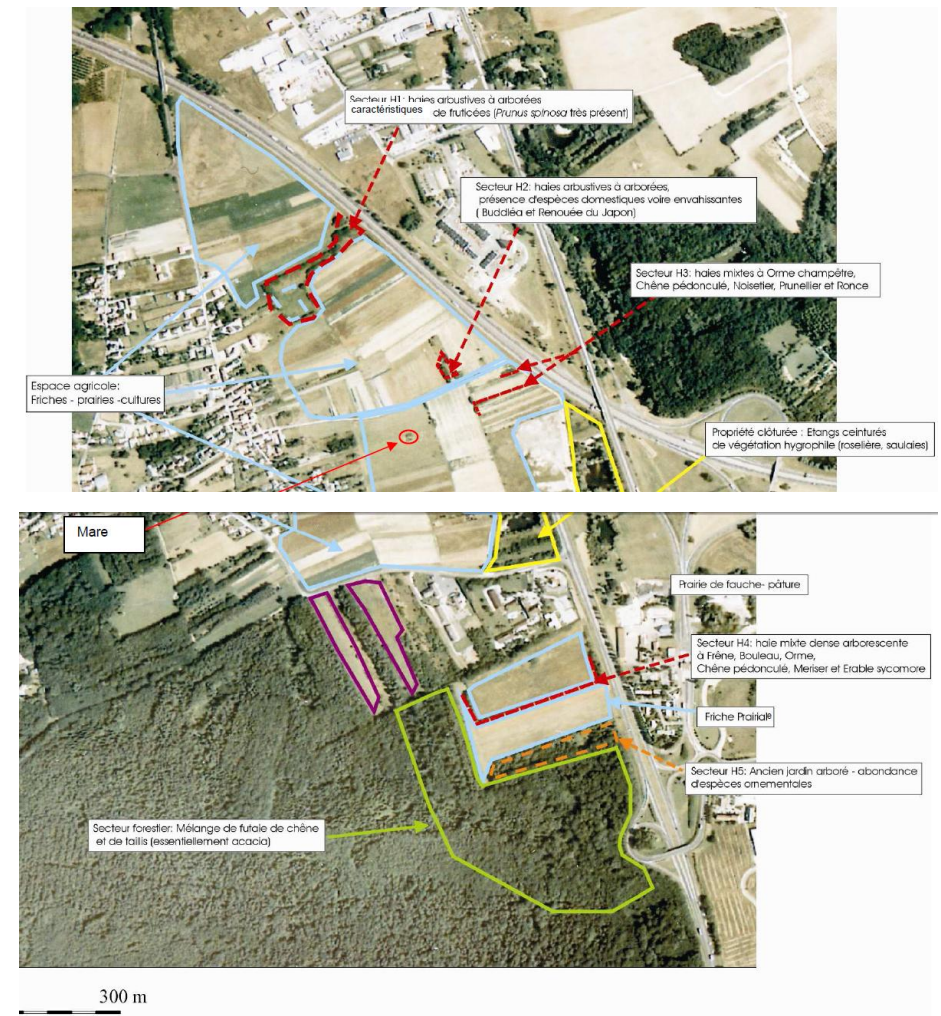 Secteur H1: haies arbustives à arborées
caractéristiques de fruticées (Prunus spinosa très présent)
Secteur H2: haies arbustives à arborées,
présence d'espèces domestiques voire envahissantes
( Buddléa et Renouée du Japon)
Secteur H3: haies mixtes à Orme champêtre,
Chêne pédonculé, Noisetier, Prunellier et Ronce
Espace agricole:
Friches - prairies -cultures
Propriété clôturée : Etangs ceinturés
de végétation hygrophile (roselière, saulaies)
Mare
Prairie de fauche- pâture
Secteur H4: haie mixte dense arborescente
à Frêne, Bouleau, Orme,
Chêne pédonculé, Meriser et Erable sycomore
Friche Prairiale
Secteur H5: Ancien jardin arboré - abondance
d'espèces ornementales
Secteur forestier: Mélange de futaie de chêne
et de taillis (essentiellement acacia)
300 m